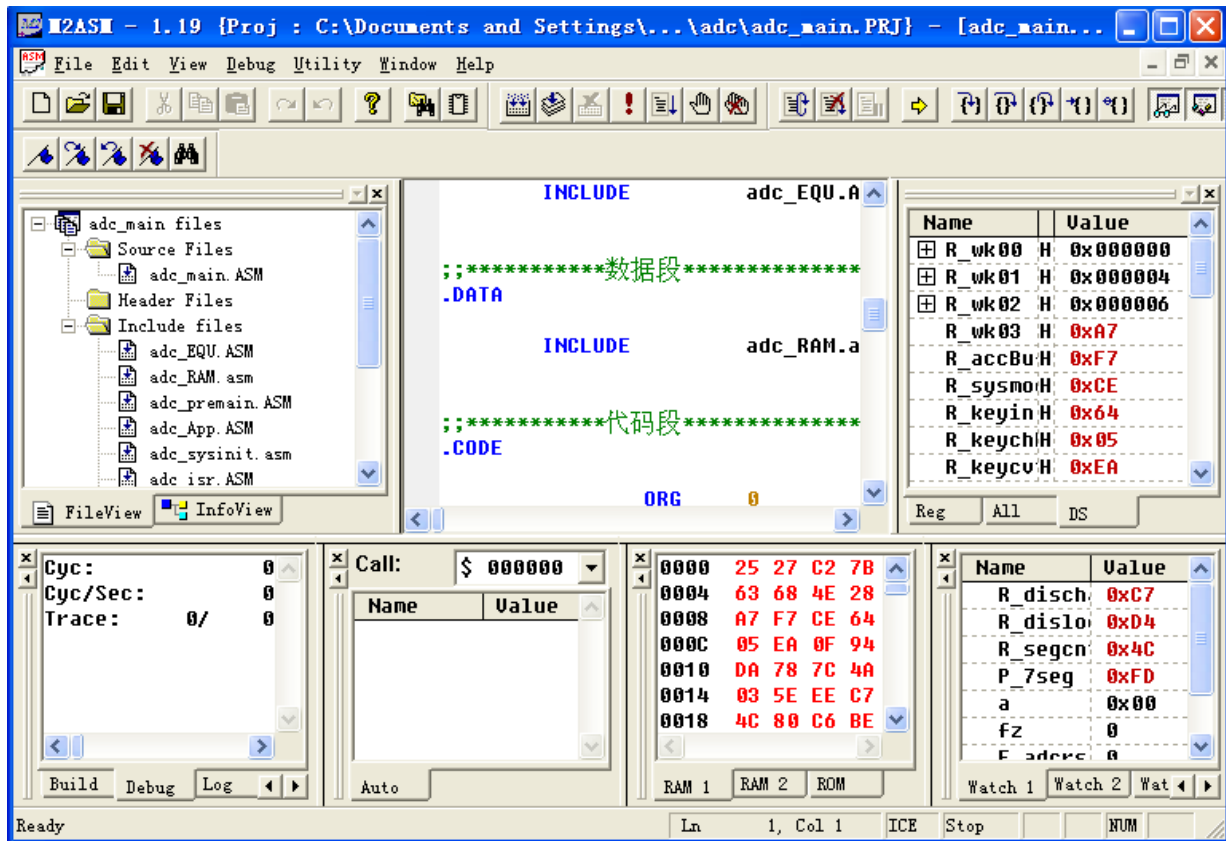 M2ASM - 1.19 {Proj : C:\Documents and Settings\...\adc\adc_main.PRJ} - [adc_main...
File Edit View Debug Utility Window Help
adc_main files
Source Files
adc_main.ASM
Header Files
Include files
adc_EQU.ASM
adc_RAM.asm
adc_premain.ASM
adc_App.ASM
adc_sysinit.asm
adc_isr.ASM
FileView InfoView
INCLUDE adc_EQU.A
;;***********数据段**************
.DATA
INCLUDE adc_RAM.a
;;***********代码段**************
.CODE
ORG 0
Name Value
R_wk00 H 0x000000
R_wk01 H 0x000004
R_wk02 H 0x000006
R_wk03 H 0xA7
R_accBu H 0xF7
R_sysmo H 0xCE
R_keyin H 0x64
R_keych H 0x05
R_keycv H 0xEA
Reg All DS
Cyc: 0
Cyc/Sec: 0
Trace: 0/ 0
Build Debug Log
Call: $ 000000
Name Value
Auto
0000 25 27 C2 7B
0004 63 68 4E 28
0008 A7 F7 CE 64
000C 05 EA 0F 94
0010 DA 78 7C 4A
0014 03 5E EE C7
0018 4C 80 C6 BE
RAM 1 RAM 2 ROM
Name Value
R_disch 0xC7
R_dislo 0xD4
R_segcn 0x4C
P_7seg 0xFD
a 0x00
fz 0
F_adcrs 0
Watch 1 Watch 2 Wat
Ready Ln 1, Col 1 ICE Stop NUM